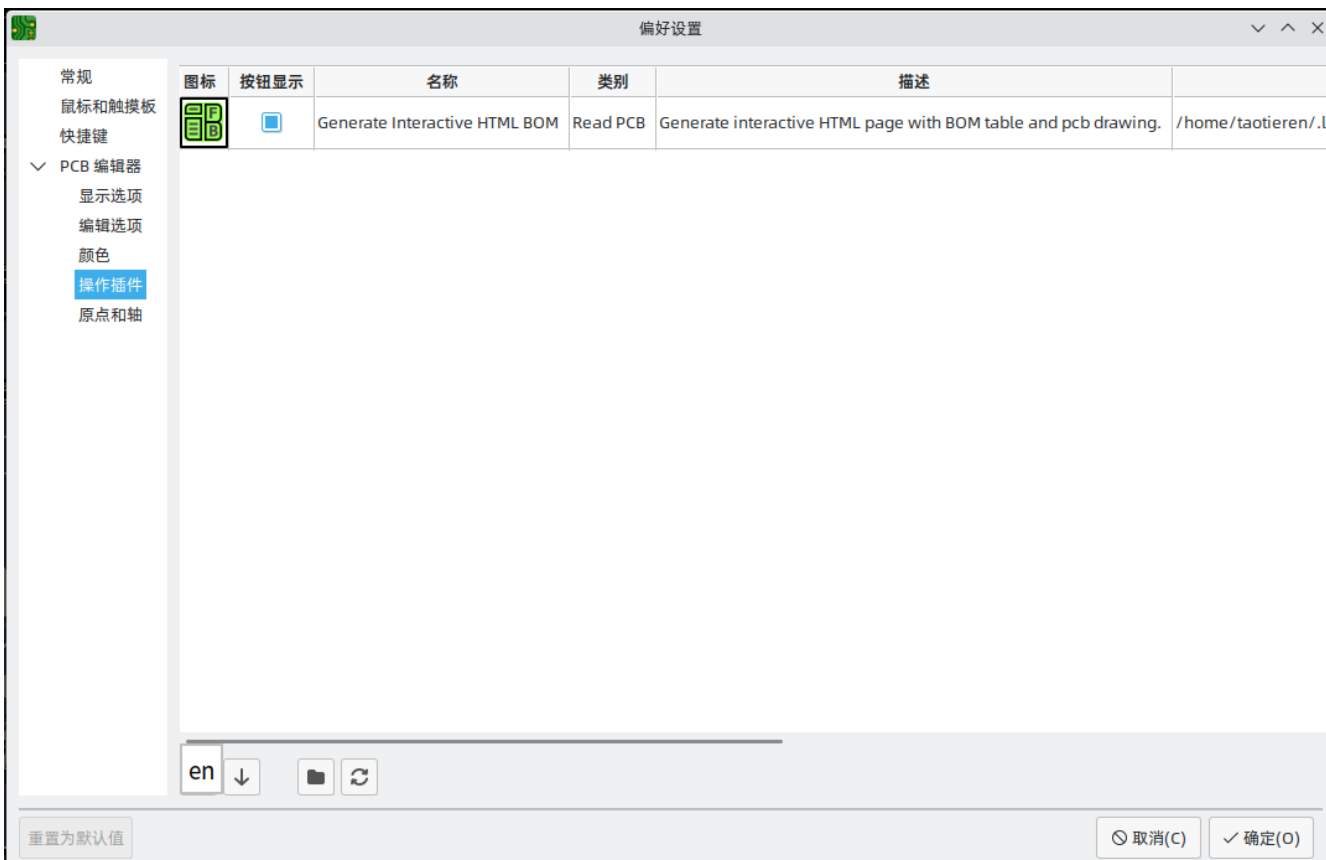 偏好设置
常规
鼠标和触摸板
快捷键
PCB 编辑器
显示选项
编辑选项
颜色
操作插件
原点和轴
图标 按钮显示 名称 类别 描述
F B Generate Interactive HTML BOM Read PCB Generate interactive HTML page with BOM table and pcb drawing. /home/taotieren/.l
en
重置为默认值 取消(C) 确定(O)